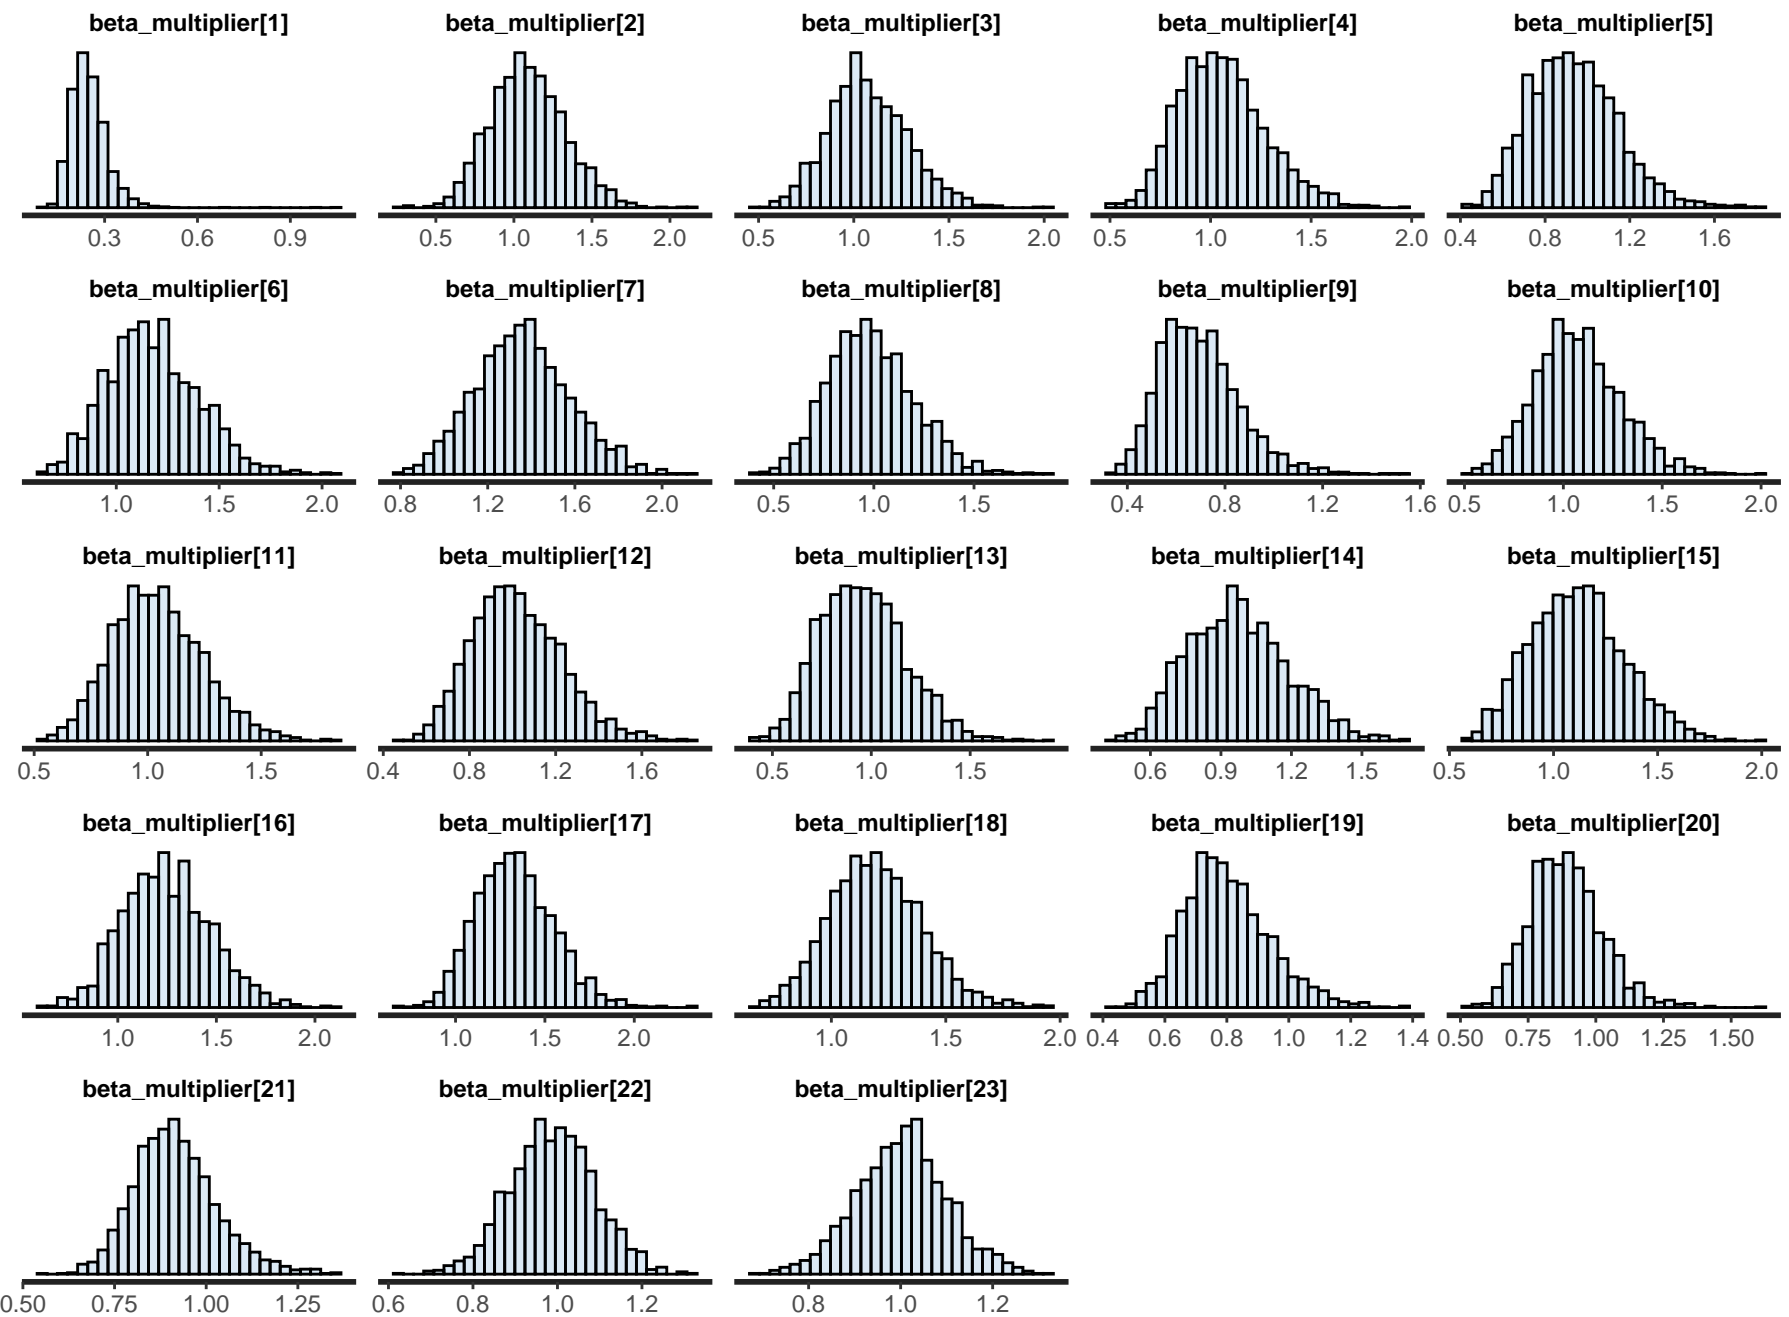 beta_multiplier[1] beta_multiplier[2] beta_multiplier[3] beta_multiplier[4] beta_multiplier[5]
0.3 0.6 0.9 0.5 1.0 1.5 2.0 0.5 1.0 1.5 2.0 0.5 1.0 1.5 2.0 0.4 0.8 1.2 1.6
beta_multiplier[6] beta_multiplier[7] beta_multiplier[8] beta_multiplier[9] beta_multiplier[10]
1.0 1.5 2.0 0.8 1.2 1.6 2.0 0.5 1.0 1.5 0.4 0.8 1.2 1.6 0.5 1.0 1.5 2.0
beta_multiplier[11] beta_multiplier[12] beta_multiplier[13] beta_multiplier[14] beta_multiplier[15]
0.5 1.0 1.5 0.4 0.8 1.2 1.6 0.5 1.0 1.5 0.6 0.9 1.2 1.5 0.5 1.0 1.5 2.0
beta_multiplier[16] beta_multiplier[17] beta_multiplier[18] beta_multiplier[19] beta_multiplier[20]
1.0 1.5 2.0 1.0 1.5 2.0 1.0 1.5 2.0 0.4 0.6 0.8 1.0 1.2 1.4 0.50 0.75 1.00 1.25 1.50
beta_multiplier[21] beta_multiplier[22] beta_multiplier[23]
0.50 0.75 1.00 1.25 0.6 0.8 1.0 1.2 0.8 1.0 1.2